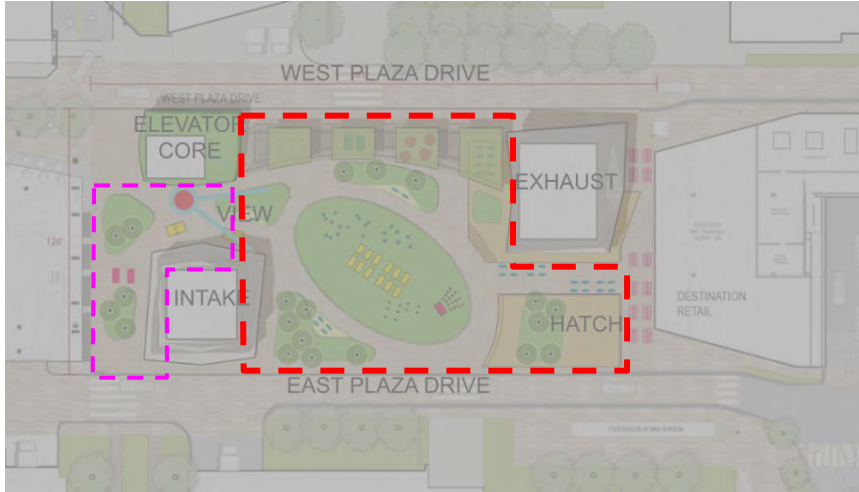 WEST PLAZA DRIVE
WEST PLAZA DRIVE
ELEVATOR
CORE
EXHAUST
VIEW
126'
INTAKE
DESTINATION
RETAIL
HATCH
EAST PLAZA DRIVE